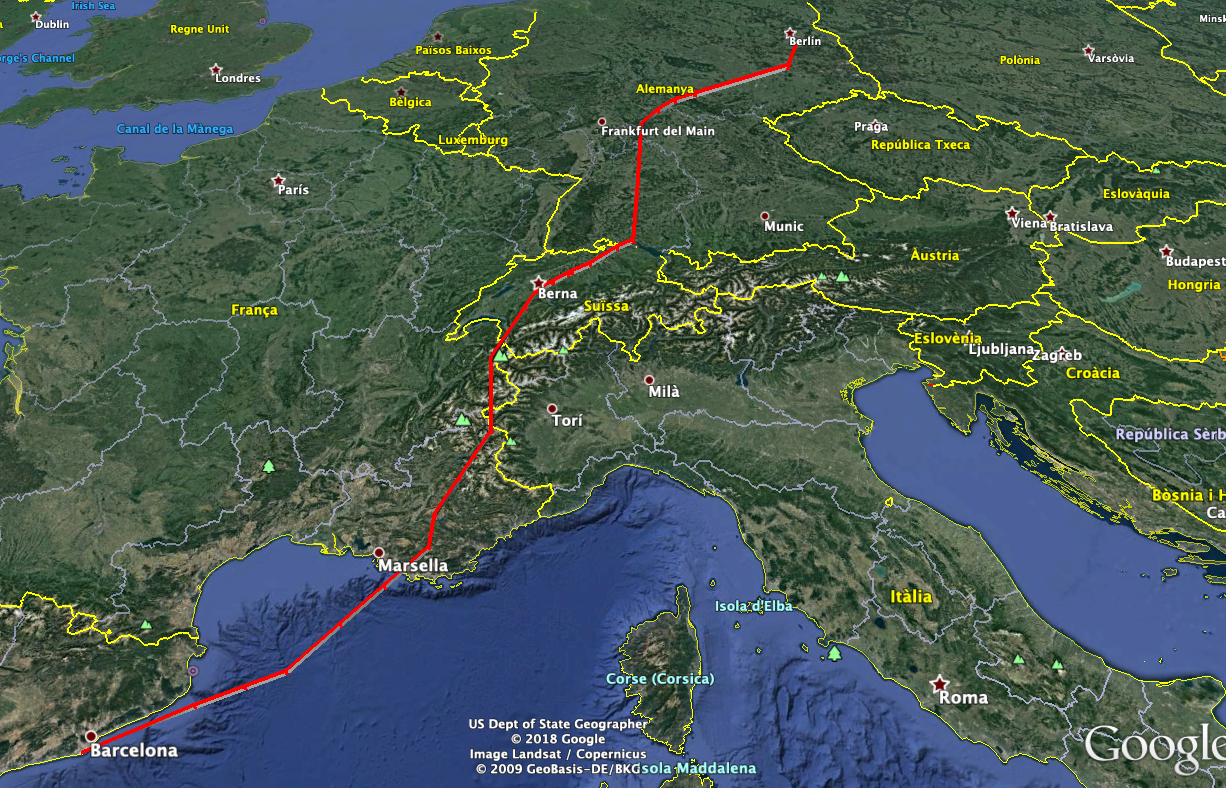 Irish Sea
Dublin
Regne Unit
orge's Channel
Londres
Països Baixos
Bèlgica
Canal de la Mànega
Luxemburg
París
Berlín
Alemanya
Frankfurt del Main
Minsk
Polònia
Varsòvia
Praga
República Txeca
Eslovàquia
Munic
Viena
Bratislava
Àustria
Budapest
Hongria
Berna
Suïssa
França
Eslovènia
Ljubljana
Zagreb
Croàcia
Milà
Torí
República Sèrb
Bòsnia i H
Ca
Marsella
Isola d'Elba
Itàlia
Corse (Corsica)
Roma
Barcelona
US Dept of State Geographer
© 2018 Google
Image Landsat / Copernicus
© 2009 GeoBasis-DE/BKG
Isola Maddalena
Google